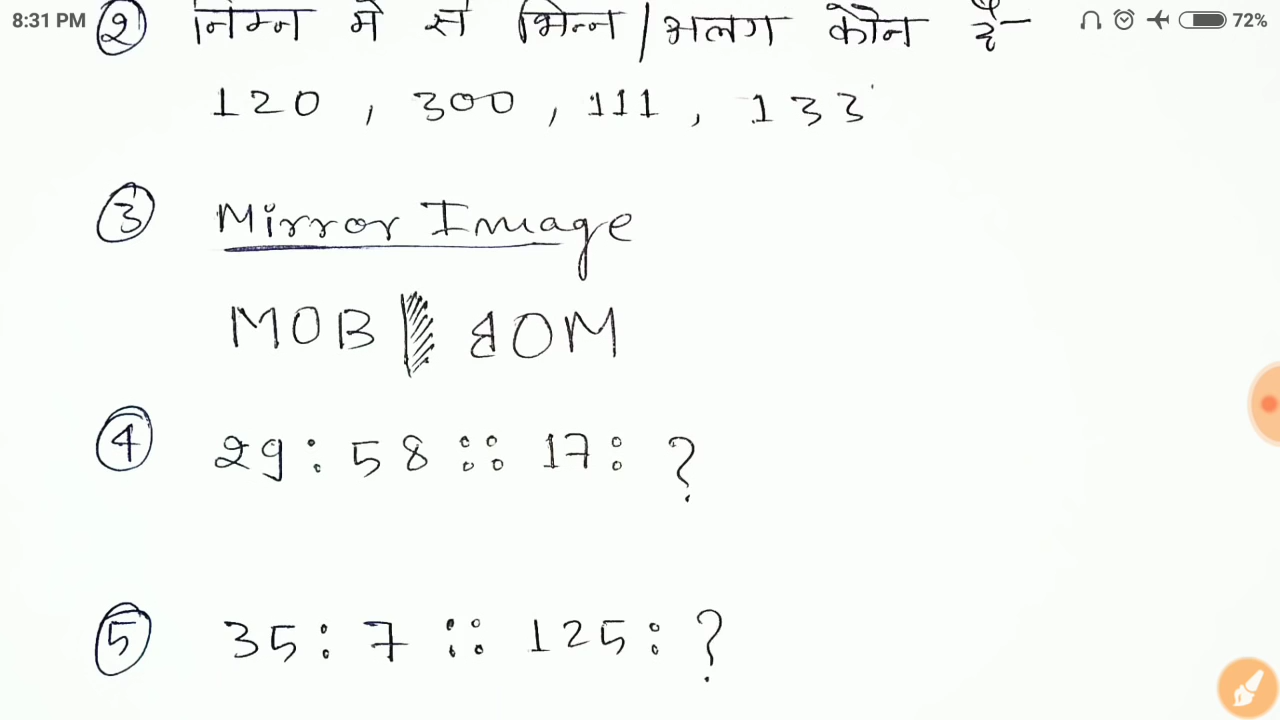 8:31 PM 72%
② निम्न में से भिन्न/अलग कौन है-
120 , 300 , 111 , 133
③ Mirror Image
MOB BOM
④ 29 : 58 :: 17 : ?
⑤ 35 : 7 :: 125 : ?